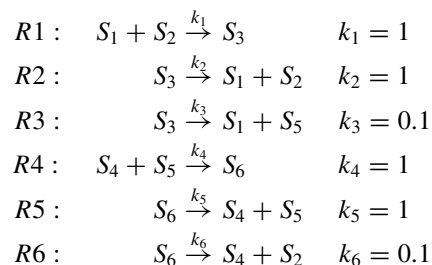 R1 : S₁ + S₂ →^{k₁} S₃ k₁ = 1
R2 : S₃ →^{k₂} S₁ + S₂ k₂ = 1
R3 : S₃ →^{k₃} S₁ + S₅ k₃ = 0.1
R4 : S₄ + S₅ →^{k₄} S₆ k₄ = 1
R5 : S₆ →^{k₅} S₄ + S₅ k₅ = 1
R6 : S₆ →^{k₆} S₄ + S₂ k₆ = 0.1